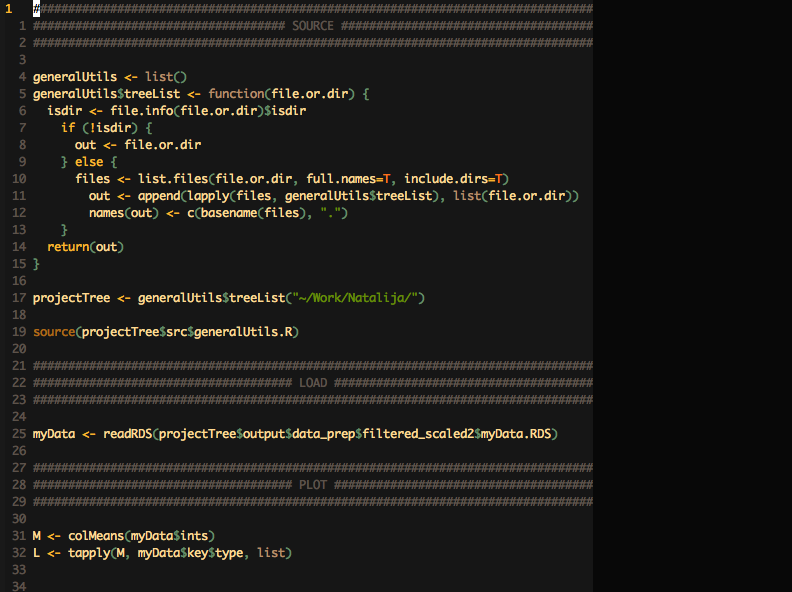 1 ################################################################################
1 #################################### SOURCE ####################################
2 ################################################################################
3
4 generalUtils <- list()
5 generalUtils$treeList <- function(file.or.dir) {
6   isdir <- file.info(file.or.dir)$isdir
7     if (!isdir) {
8       out <- file.or.dir
9     } else {
10       files <- list.files(file.or.dir, full.names=T, include.dirs=T)
11         out <- append(lapply(files, generalUtils$treeList), list(file.or.dir))
12         names(out) <- c(basename(files), ".")
13     }
14   return(out)
15 }
16
17 projectTree <- generalUtils$treeList("~/Work/Natalija/")
18
19 source(projectTree$src$generalUtils.R)
20
21 ################################################################################
22 ##################################### LOAD #####################################
23 ################################################################################
24
25 myData <- readRDS(projectTree$output$data_prep$filtered_scaled2$myData.RDS)
26
27 ################################################################################
28 ##################################### PLOT #####################################
29 ################################################################################
30
31 M <- colMeans(myData$ints)
32 L <- tapply(M, myData$key$type, list)
33
34